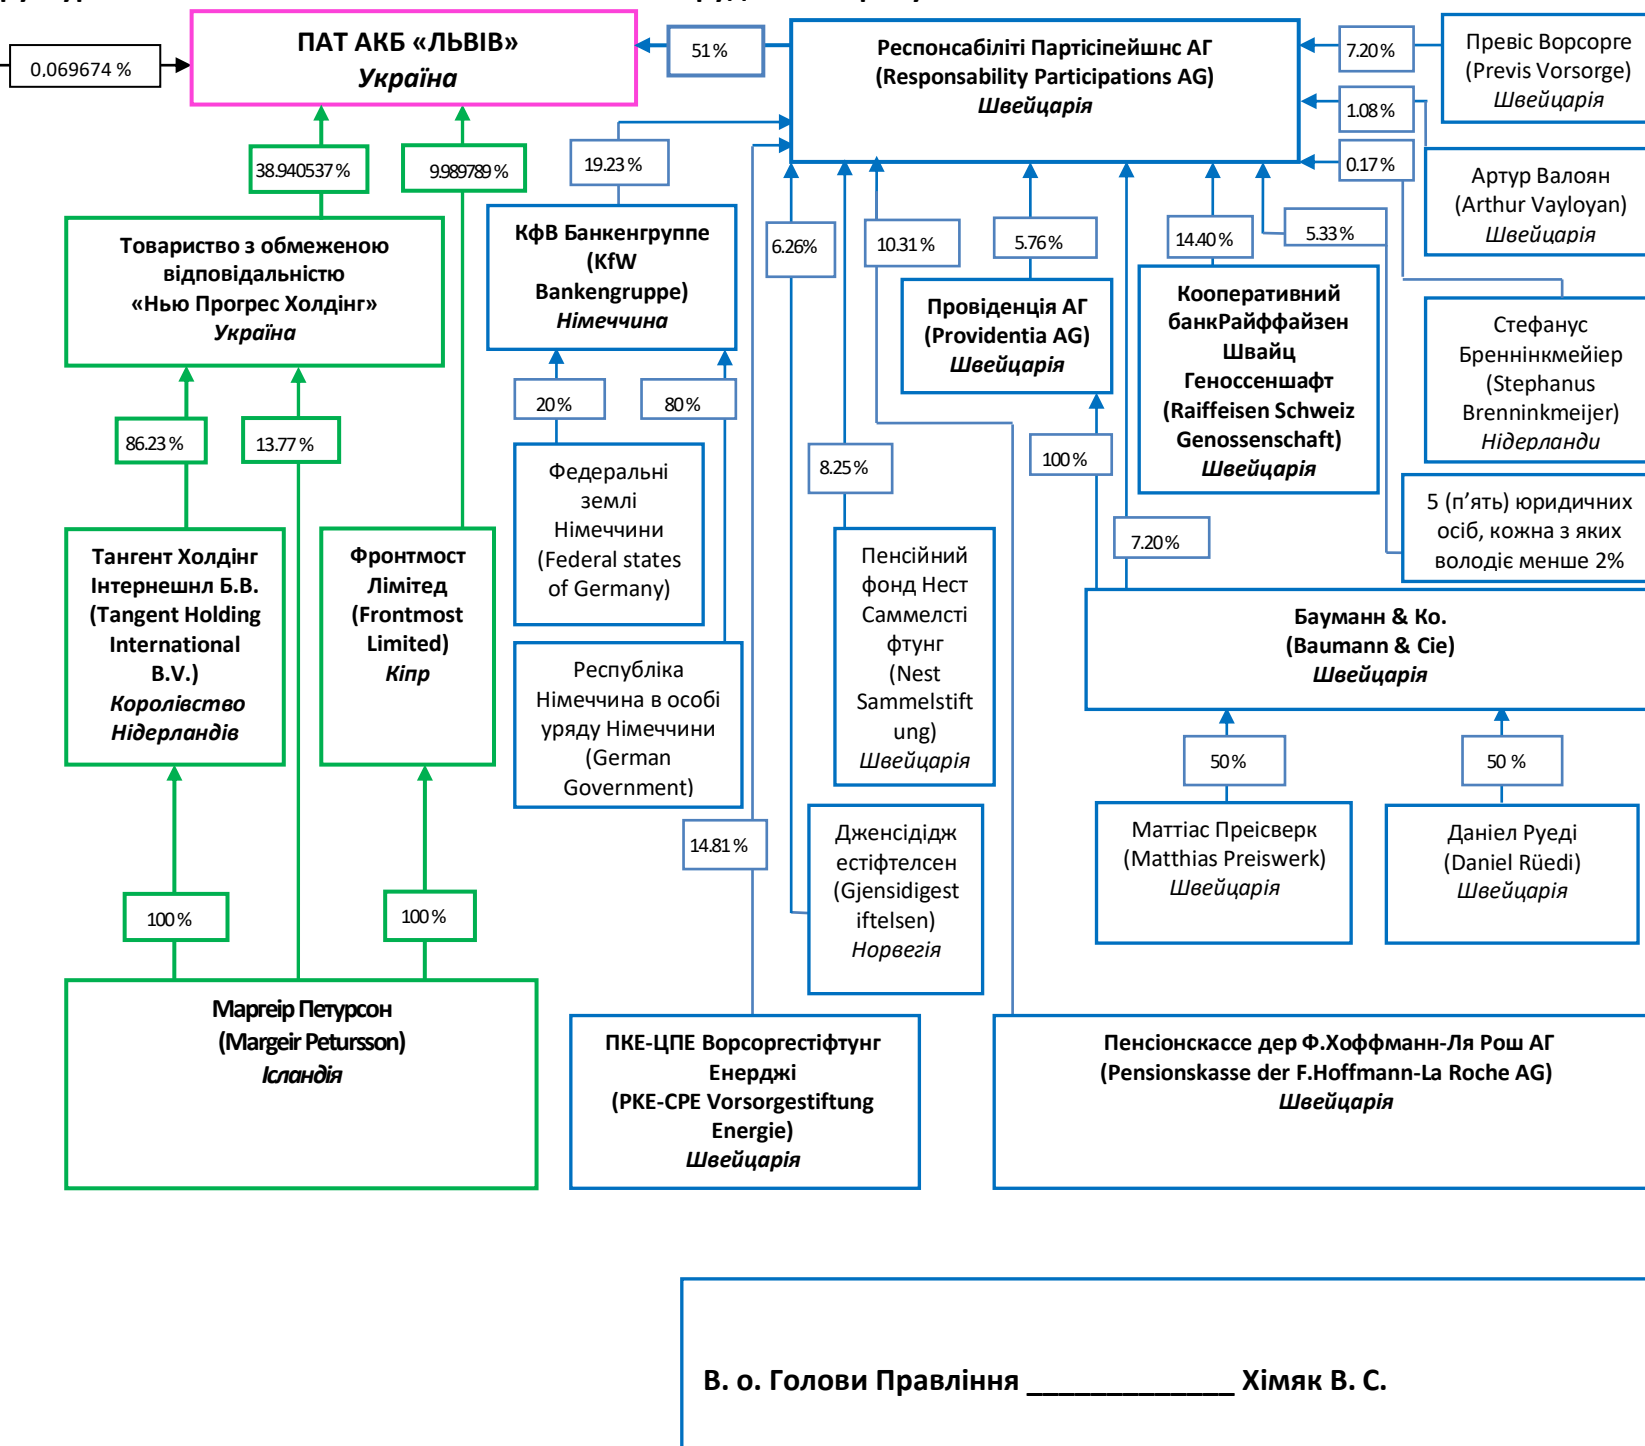 0,069674 %
ПАТ АКБ «ЛЬВІВ»
Україна
51 %
Респонсабіліті Партісіпейшнс АГ
(Responsability Participations AG)
Швейцарія
7.20 %
Превіс Ворсорге
(Previs Vorsorge)
Швейцарія
1.08 %
0.17 %
Артур Валоян
(Arthur Vayloyan)
Швейцарія
38.940537 %
9.989789 %
19.23 %
6.26%
10.31 %
5.76 %
14.40 %
5.33 %
Товариство з обмеженою
відповідальністю
«Нью Прогрес Холдінг»
Україна
КфВ Банкенгруппе
(KfW
Bankengruppe)
Німеччина
Провіденція АГ
(Providentia AG)
Швейцарія
Кооперативний
банкРайффайзен
Швайц
Геноссеншафт
(Raiffeisen Schweiz
Genossenschaft)
Швейцарія
Стефанус
Бреннінкмейіер
(Stephanus
Brenninkmeijer)
Нідерланди
86.23 %
13.77 %
20 %
80 %
8.25 %
100 %
7.20 %
Федеральні
землі
Німеччини
(Federal states
of Germany)
5 (п’ять) юридичних
осіб, кожна з яких
володіє менше 2%
Тангент Холдінг
Інтернешнл Б.В.
(Tangent Holding
International
B.V.)
Королівство
Нідерландів
Фронтмост
Лімітед
(Frontmost
Limited)
Кіпр
Пенсійний
фонд Нест
Саммелсті
фтунг
(Nest
Sammelstift
ung)
Швейцарія
Бауманн & Ко.
(Baumann & Cie)
Швейцарія
Республіка
Німеччина в особі
уряду Німеччини
(German
Government)
50 %
50 %
14.81 %
Дженсідідж
естіфтелсен
(Gjensidigest
iftelsen)
Норвегія
Маттіас Преісверк
(Matthias Preiswerk)
Швейцарія
Даніел Руеді
(Daniel Rüedi)
Швейцарія
100 %
100 %
Маргеір Петурсон
(Margeir Petursson)
Ісландія
ПКЕ-ЦПЕ Ворсоргестіфтунг
Енерджі
(PKE-CPE Vorsorgestiftung
Energie)
Швейцарія
Пенсіонскассе дер Ф.Хоффманн-Ля Рош АГ
(Pensionskasse der F.Hoffmann-La Roche AG)
Швейцарія
В. о. Голови Правління _____________ Хімяк В. С.